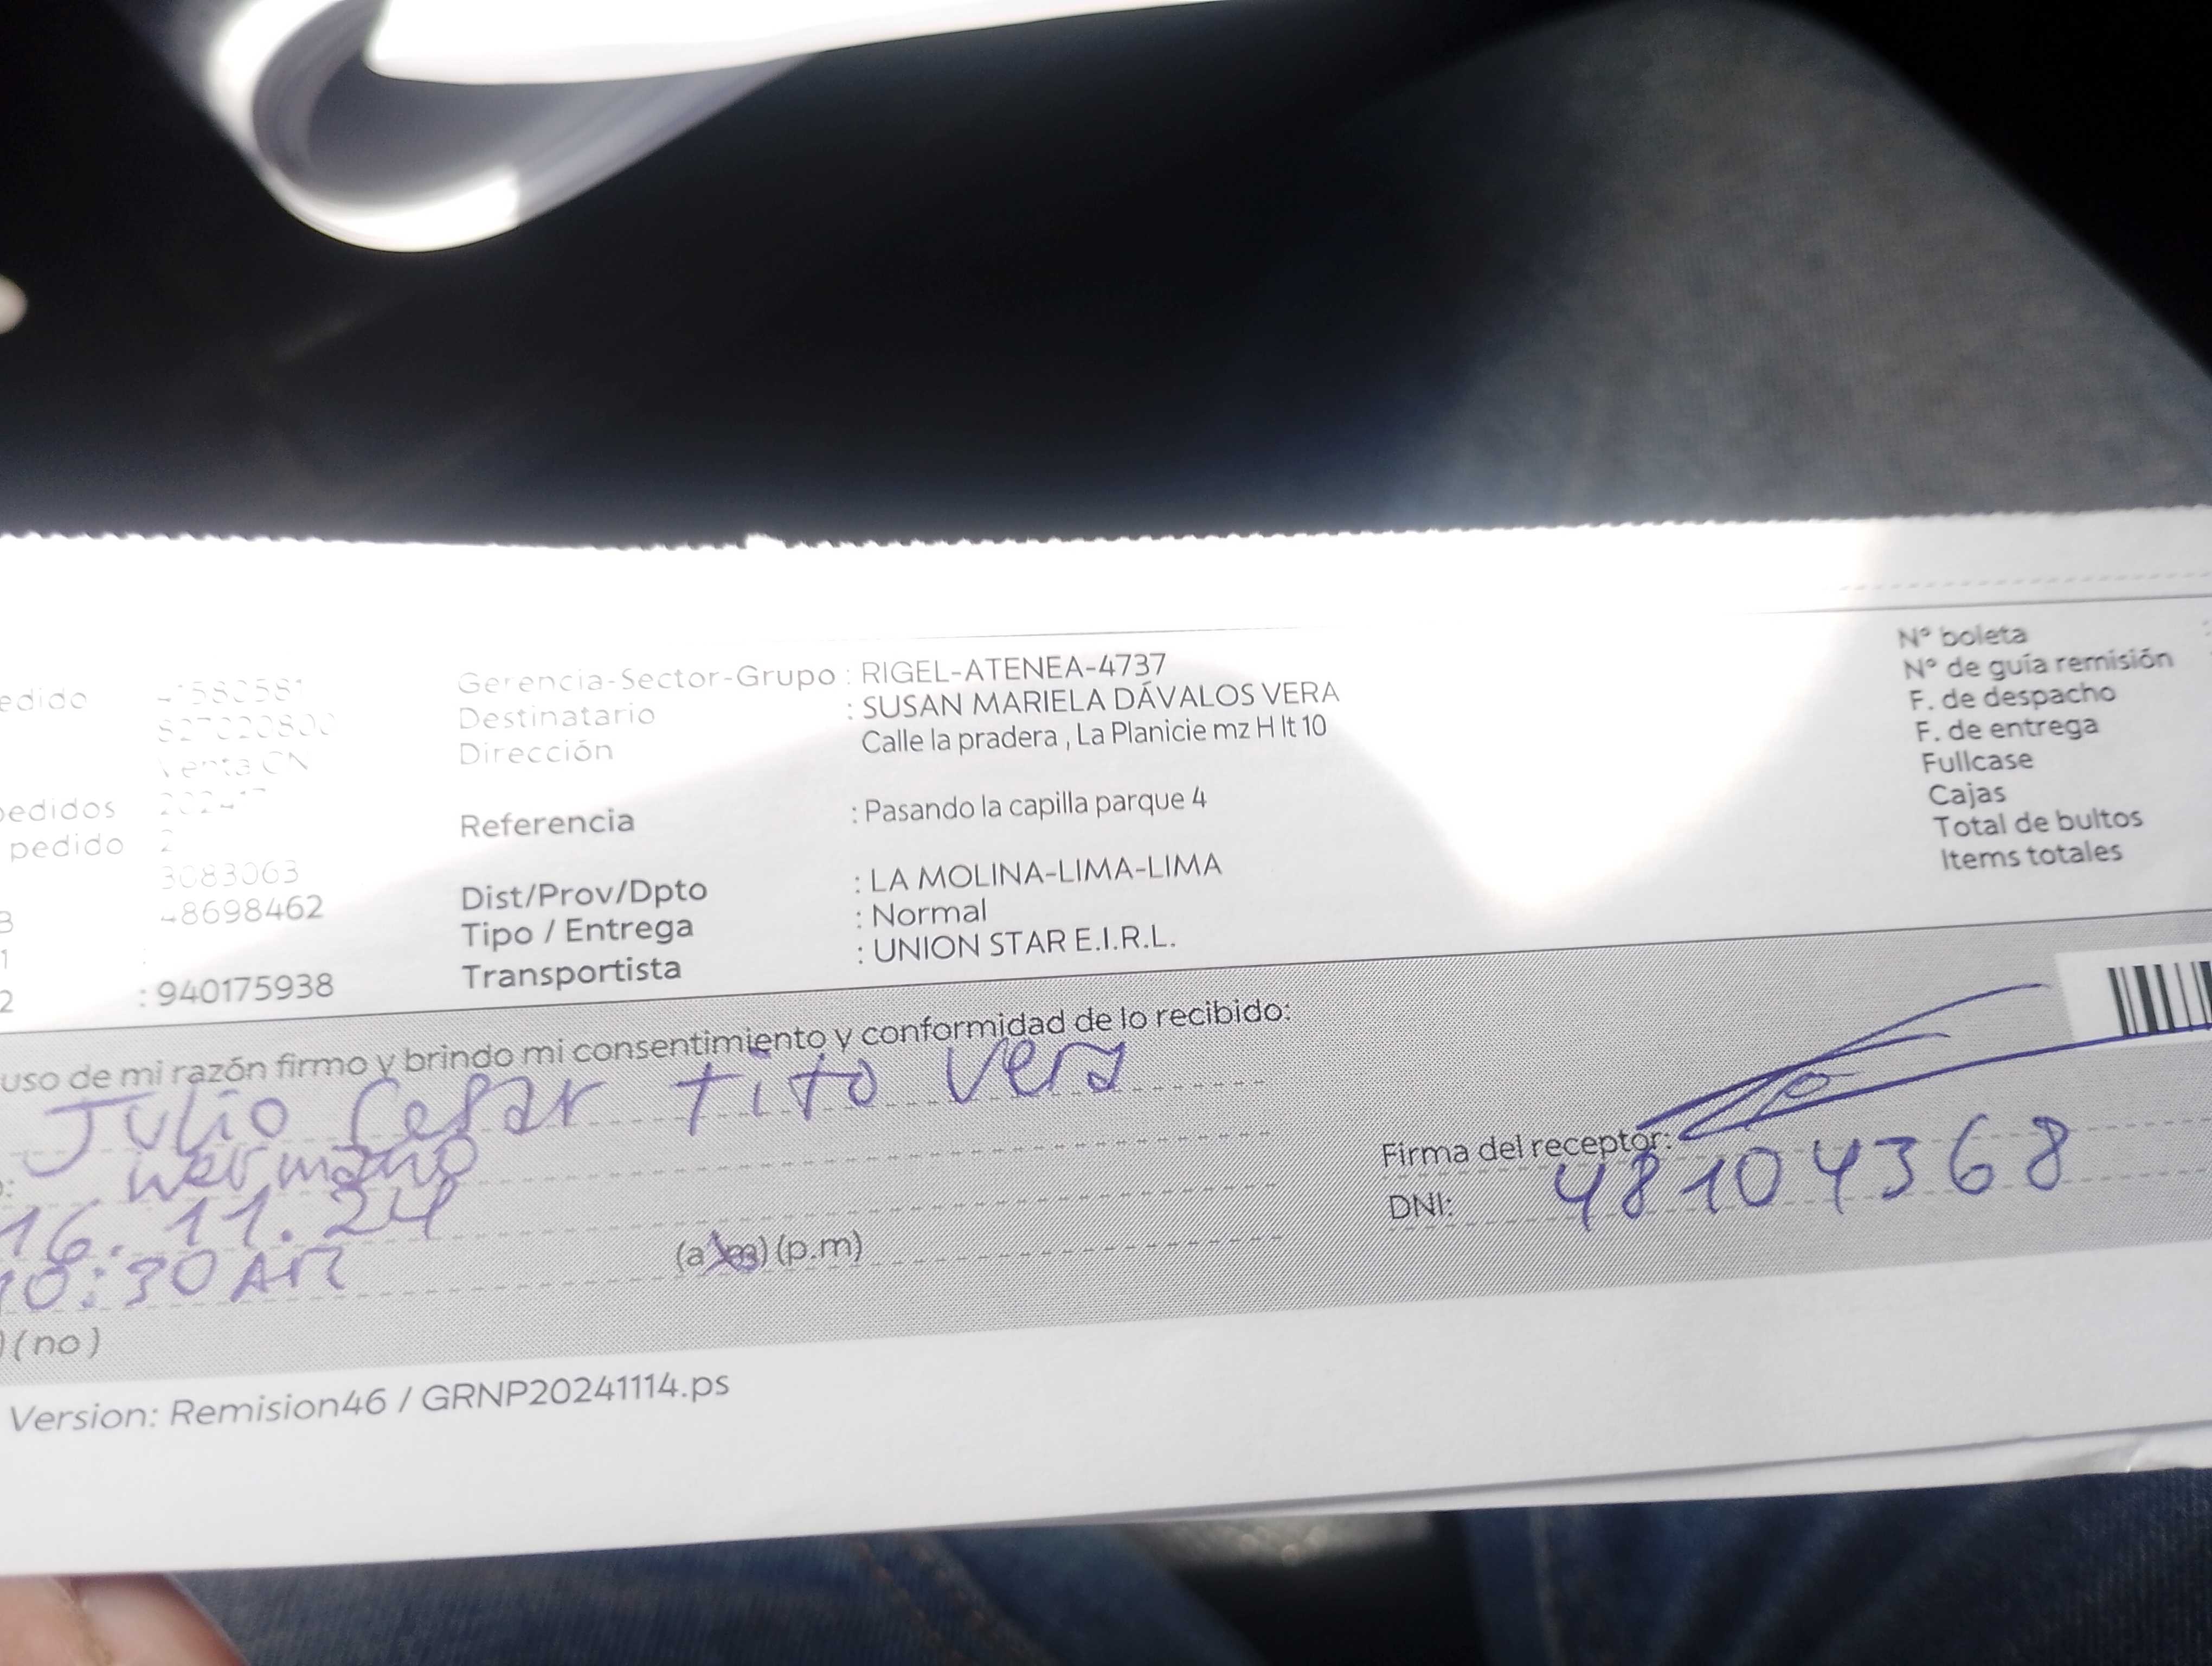 edido
Gerencia-Sector-Grupo : RIGEL-ATENEA-4737
Destinatario : SUSAN MARIELA DÁVALOS VERA
Dirección Calle la pradera , La Planicie mz H lt 10
pedidos
pedido 2
Referencia : Pasando la capilla parque 4
3083063
48698462
Dist/Prov/Dpto : LA MOLINA-LIMA-LIMA
Tipo / Entrega : Normal
2 : 940175938
Transportista : UNION STAR E.I.R.L.
N° boleta
N° de guía remisión
F. de despacho
F. de entrega
Fullcase
Cajas
Total de bultos
Items totales
uso de mi razón firmo y brindo mi consentimiento y conformidad de lo recibido:
Julio Cesar Tito Vera
hermano
16.11.24
10:30 AM (a.m) (p.m)
Firma del receptor:
DNI: 48104368
) (no)
Version: Remision46 / GRNP20241114.ps